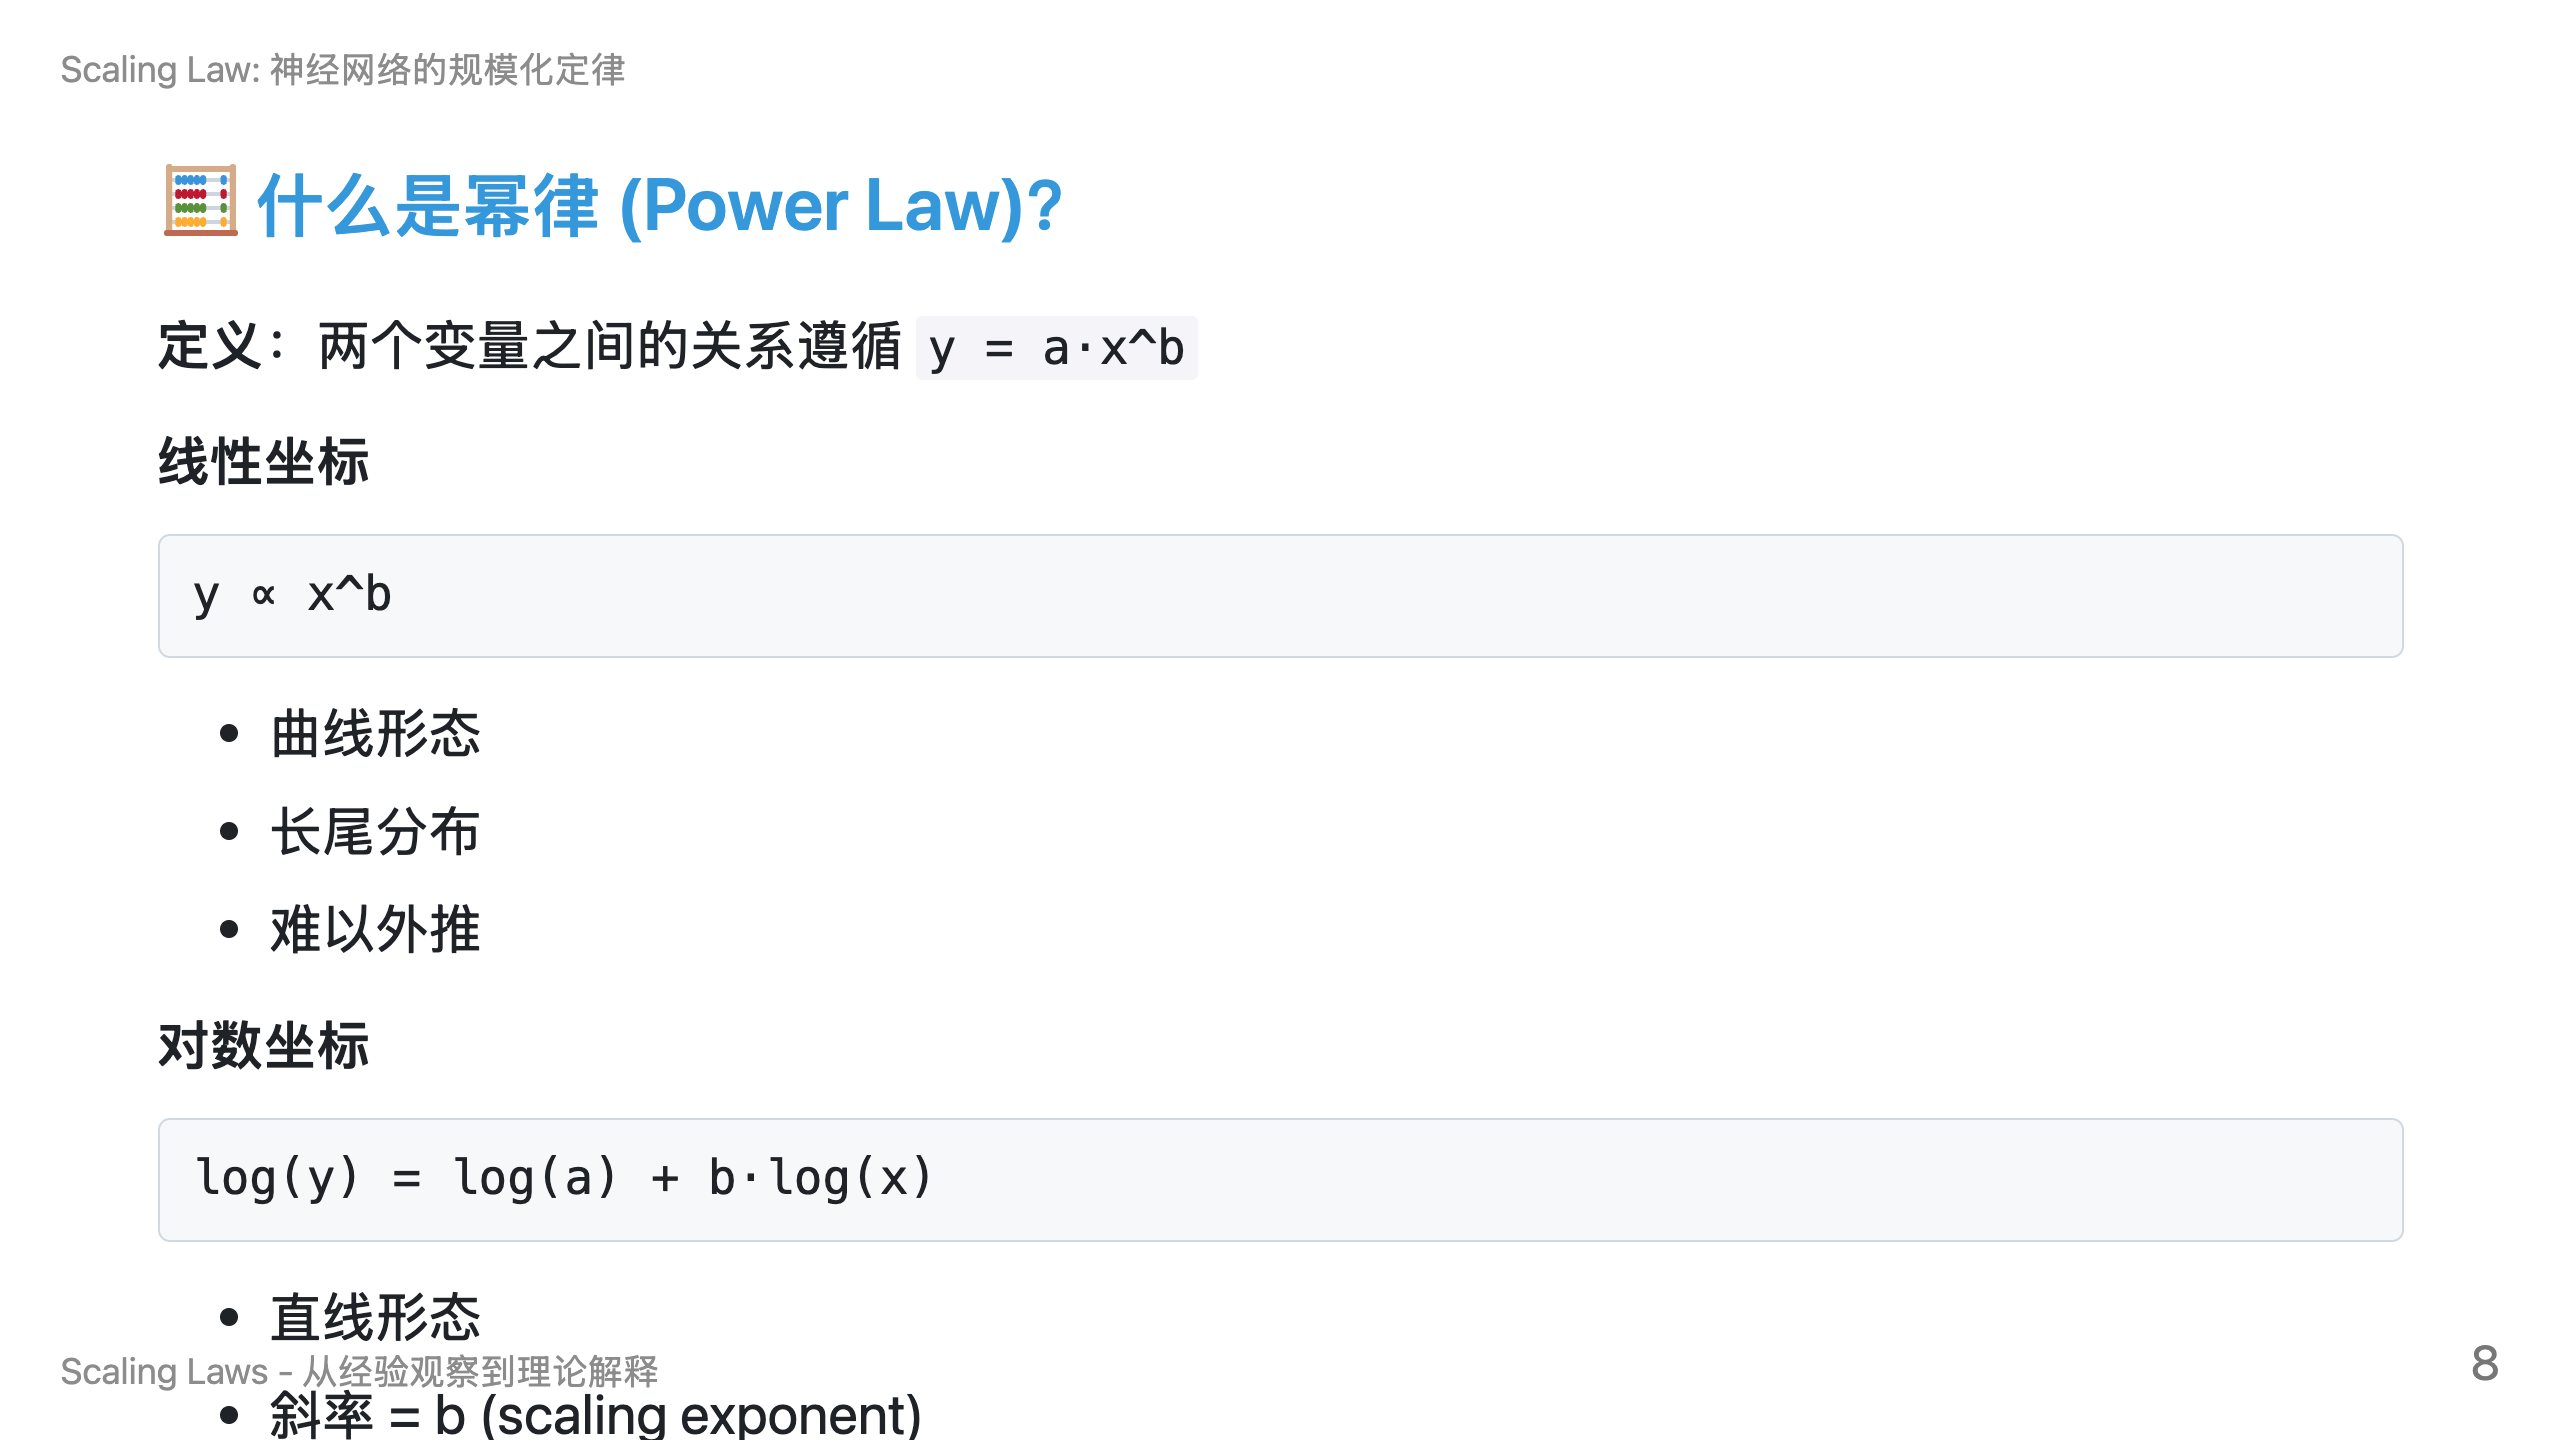 Scaling Law: 神经网络的规模化定律
🧮 什么是幂律 (Power Law)?
定义：两个变量之间的关系遵循 y = a·x^b
线性坐标
y ∝ x^b
• 曲线形态
• 长尾分布
• 难以外推
对数坐标
log(y) = log(a) + b·log(x)
• 直线形态
Scaling Laws - 从经验观察到理论解释
8
• 斜率 = b (scaling exponent)